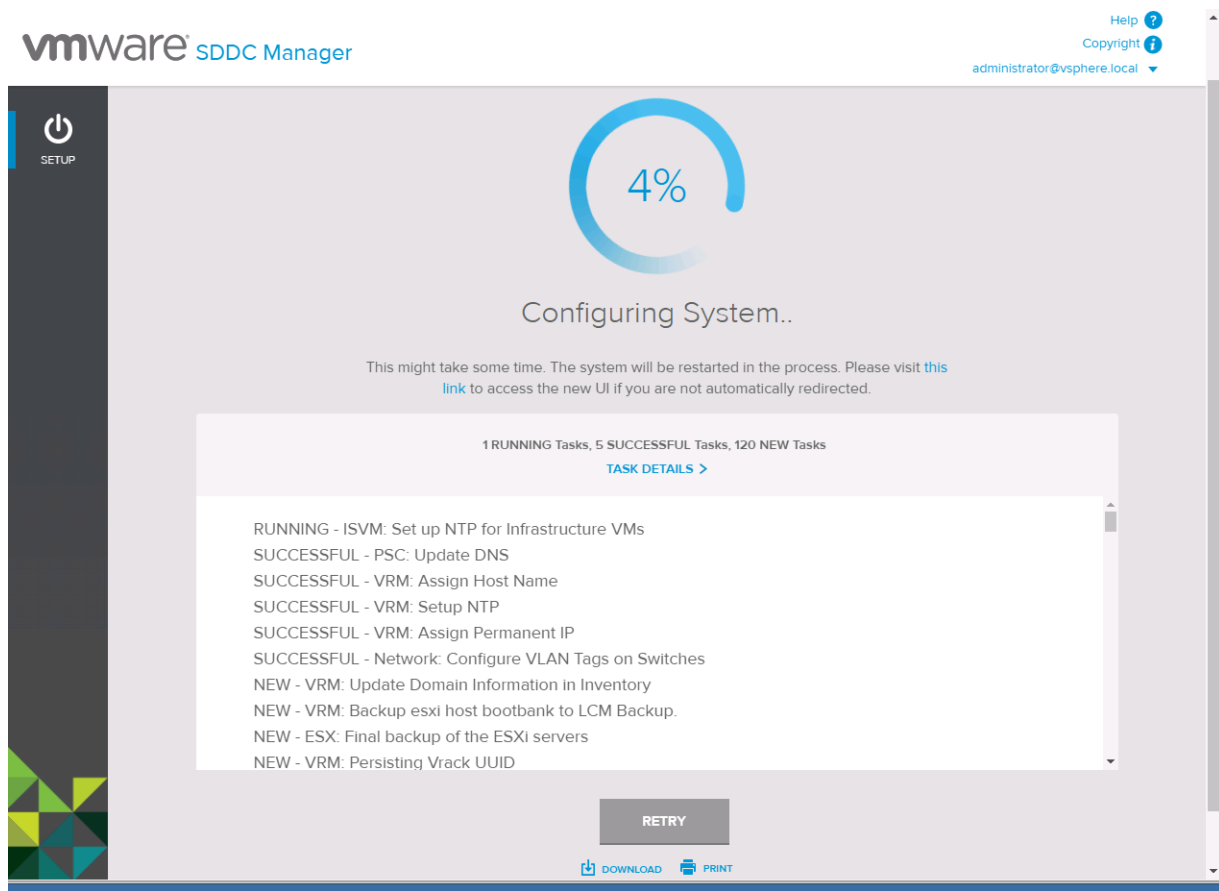 Help ?
vmware SDDC Manager
Copyright i
administrator@vsphere.local
SETUP
4%
Configuring System..
This might take some time. The system will be restarted in the process. Please visit this
link to access the new UI if you are not automatically redirected.
1 RUNNING Tasks, 5 SUCCESSFUL Tasks, 120 NEW Tasks
TASK DETAILS >
RUNNING - ISVM: Set up NTP for Infrastructure VMs
SUCCESSFUL - PSC: Update DNS
SUCCESSFUL - VRM: Assign Host Name
SUCCESSFUL - VRM: Setup NTP
SUCCESSFUL - VRM: Assign Permanent IP
SUCCESSFUL - Network: Configure VLAN Tags on Switches
NEW - VRM: Update Domain Information in Inventory
NEW - VRM: Backup esxi host bootbank to LCM Backup.
NEW - ESX: Final backup of the ESXi servers
NEW - VRM: Persisting Vrack UUID
RETRY
DOWNLOAD PRINT